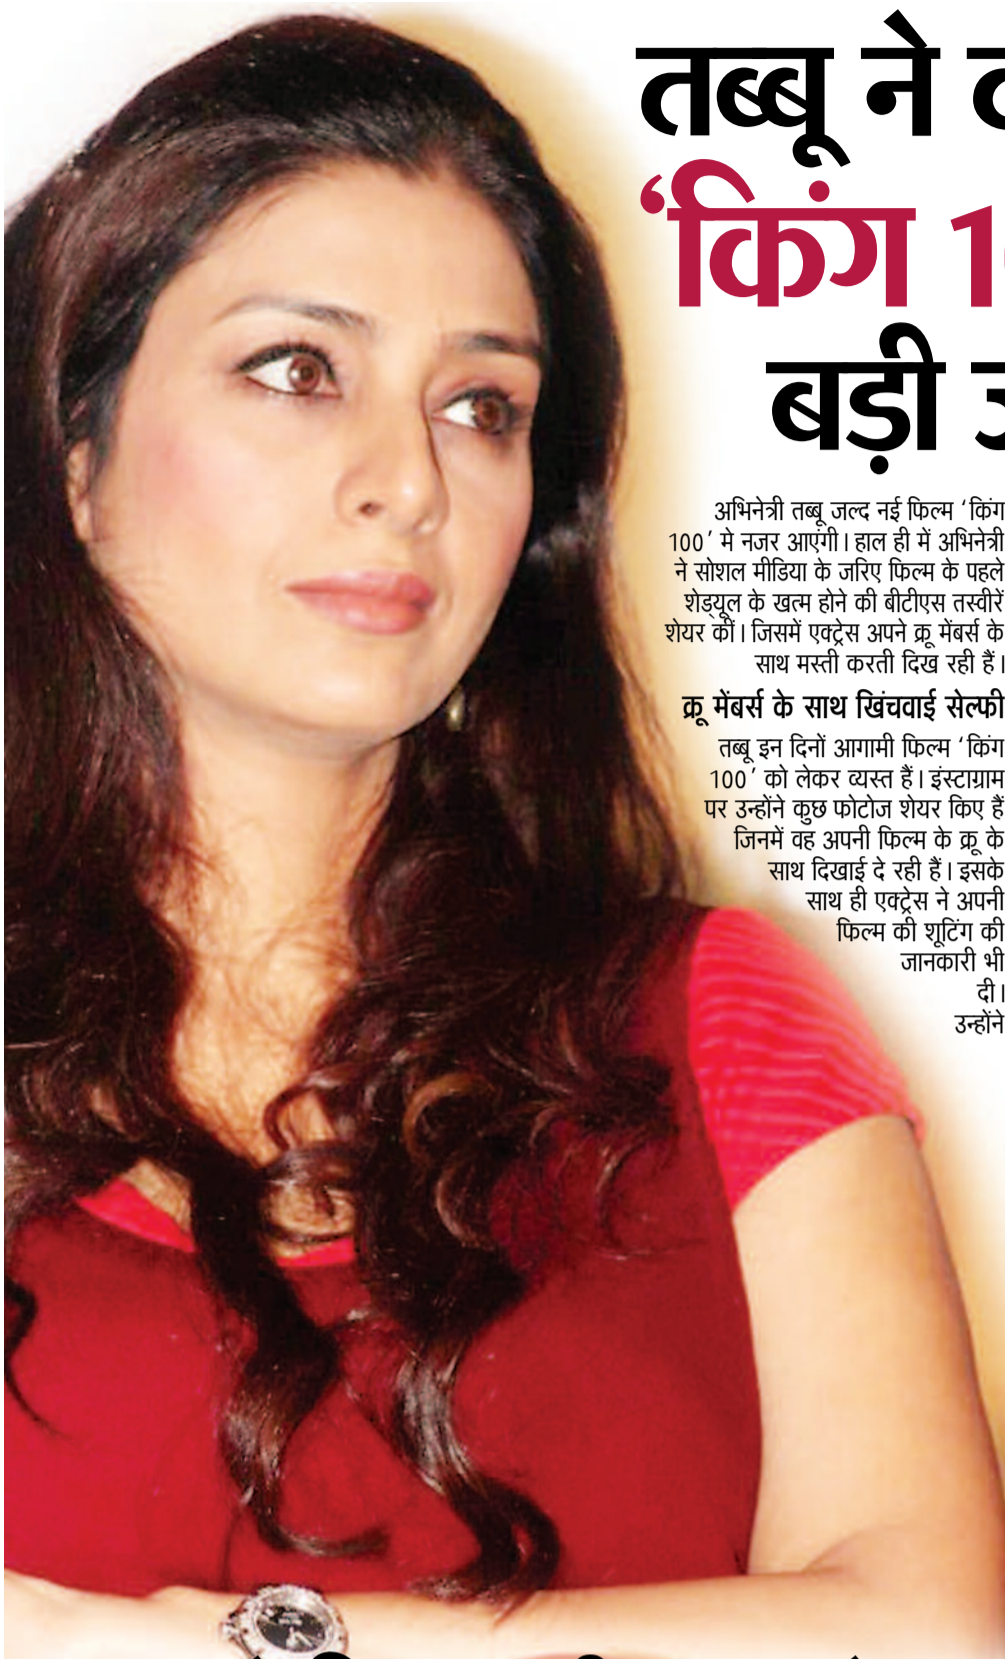 तब्बू ने
‘किंग
बड़ी
अभिनेत्री तब्बू जल्द नई फिल्म ‘किंग
100’ मे नजर आएंगी। हाल ही में अभिनेत्री
ने सोशल मीडिया के जरिए फिल्म के पहले
शेड्यूल के खत्म होने की बीटीएस तस्वीरें
शेयर कीं। जिसमें एक्ट्रेस अपने क्रू मेंबर्स के
साथ मस्ती करती दिख रही हैं।
क्रू मेंबर्स के साथ खिंचवाई सेल्फी
तब्बू इन दिनों आगामी फिल्म ‘किंग
100’ को लेकर व्यस्त हैं। इंस्टाग्राम
पर उन्होंने कुछ फोटोज शेयर किए हैं
जिनमें वह अपनी फिल्म के क्रू के
साथ दिखाई दे रही हैं। इसके
साथ ही एक्ट्रेस ने अपनी
फिल्म की शूटिंग की
जानकारी भी
दी।
उन्होंने